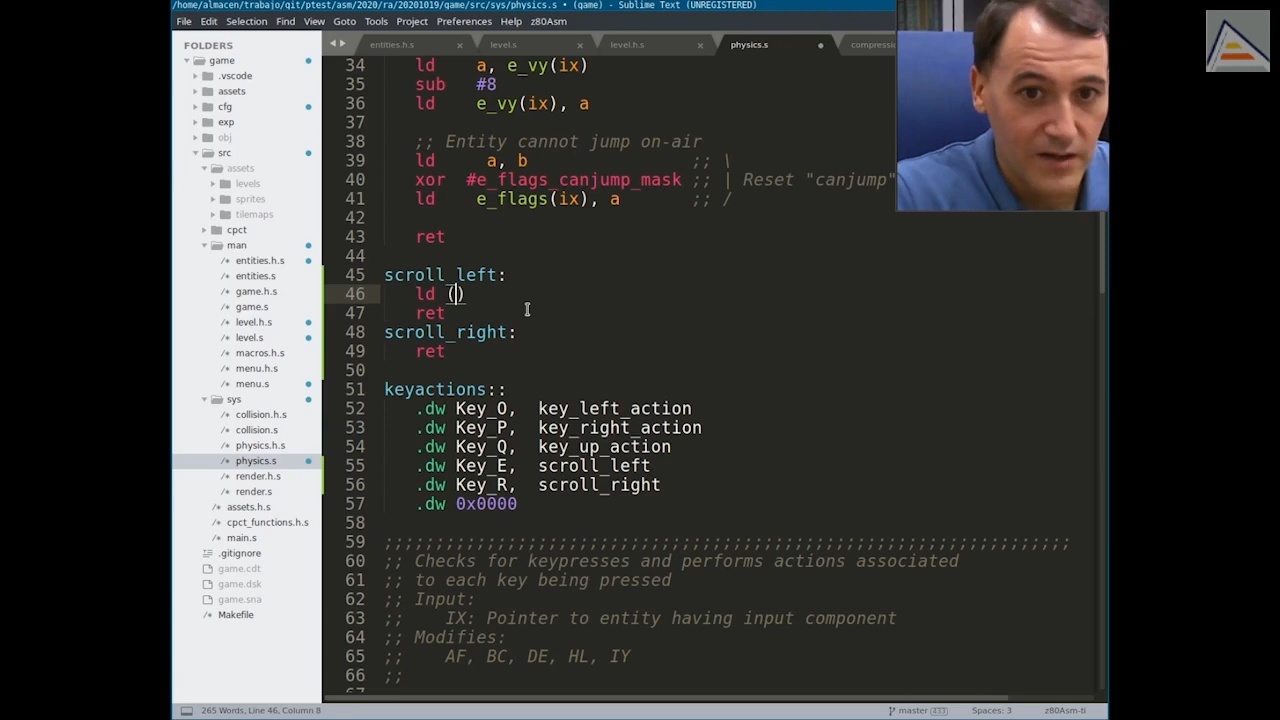 /home/almacen/trabajo/git/ptest/asm/2020/ra/20201019/game/src/sys/physics.s • (game) - Sublime Text (UNREGISTERED)
File Edit Selection Find View Goto Tools Project Preferences Help z80Asm
FOLDERS
game
.vscode
assets
cfg
exp
obj
src
assets
levels
sprites
tilemaps
cpct
man
entities.h.s
entities.s
game.h.s
game.s
level.h.s
level.s
macros.h.s
menu.h.s
menu.s
sys
collision.h.s
collision.s
physics.h.s
physics.s
render.h.s
render.s
assets.h.s
cpct_functions.h.s
main.s
.gitignore
game.cdt
game.dsk
game.sna
Makefile
entities.h.s level.s level.h.s physics.s
34 ld a, e_vy(ix)
35 sub #8
36 ld e_vy(ix), a
37
38 ;; Entity cannot jump on-air
39 ld a, b ;; \
40 xor #e_flags_canjump_mask ;; | Reset "canjump"
41 ld e_flags(ix), a ;; /
42
43 ret
44
45 scroll_left:
46 ld ()
47 ret
48 scroll_right:
49 ret
50
51 keyactions::
52 .dw Key_O, key_left_action
53 .dw Key_P, key_right_action
54 .dw Key_Q, key_up_action
55 .dw Key_E, scroll_left
56 .dw Key_R, scroll_right
57 .dw 0x0000
58
59 ;;;;;;;;;;;;;;;;;;;;;;;;;;;;;;;;;;;;;;;;;;;;;;;;;;;;;;;;;;;;;;;;;;
60 ;; Checks for keypresses and performs actions associated
61 ;; to each key being pressed
62 ;; Input:
63 ;; IX: Pointer to entity having input component
64 ;; Modifies:
65 ;; AF, BC, DE, HL, IY
66 ;;
265 Words, Line 46, Column 8 master 433 Spaces: 3 z80Asm-ti